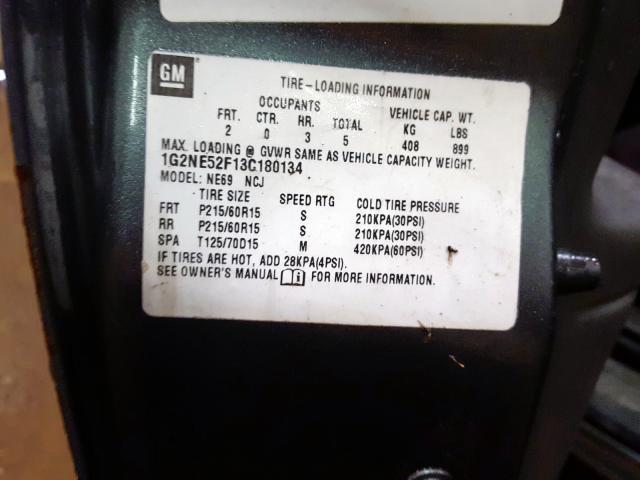 GM
TIRE-LOADING INFORMATION
OCCUPANTS VEHICLE CAP. WT.
FRT. CTR. RR. TOTAL KG LBS
2 0 3 5 408 899
MAX. LOADING @ GVWR SAME AS VEHICLE CAPACITY WEIGHT.
1G2NE52F13C180134
MODEL: NE69 NCJ
TIRE SIZE SPEED RTG COLD TIRE PRESSURE
FRT P215/60R15 S 210KPA(30PSI)
RR P215/60R15 S 210KPA(30PSI)
SPA T125/70D15 M 420KPA(60PSI)
IF TIRES ARE HOT, ADD 28KPA(4PSI).
SEE OWNER'S MANUAL i FOR MORE INFORMATION.